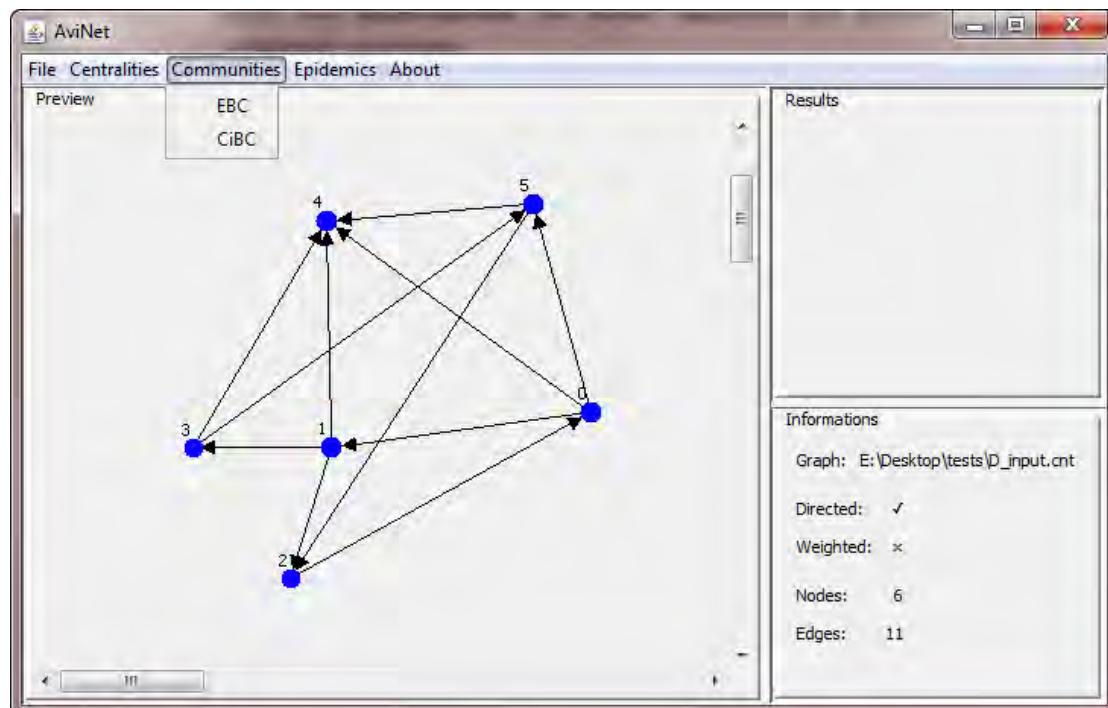 AviNet
File Centralities Communities Epidemics About
Preview
EBC
CiBC
4
5
3
1
0
2
Results
Informations
Graph: E:\Desktop\tests\D_input.cnt
Directed: ✓
Weighted: ×
Nodes: 6
Edges: 11